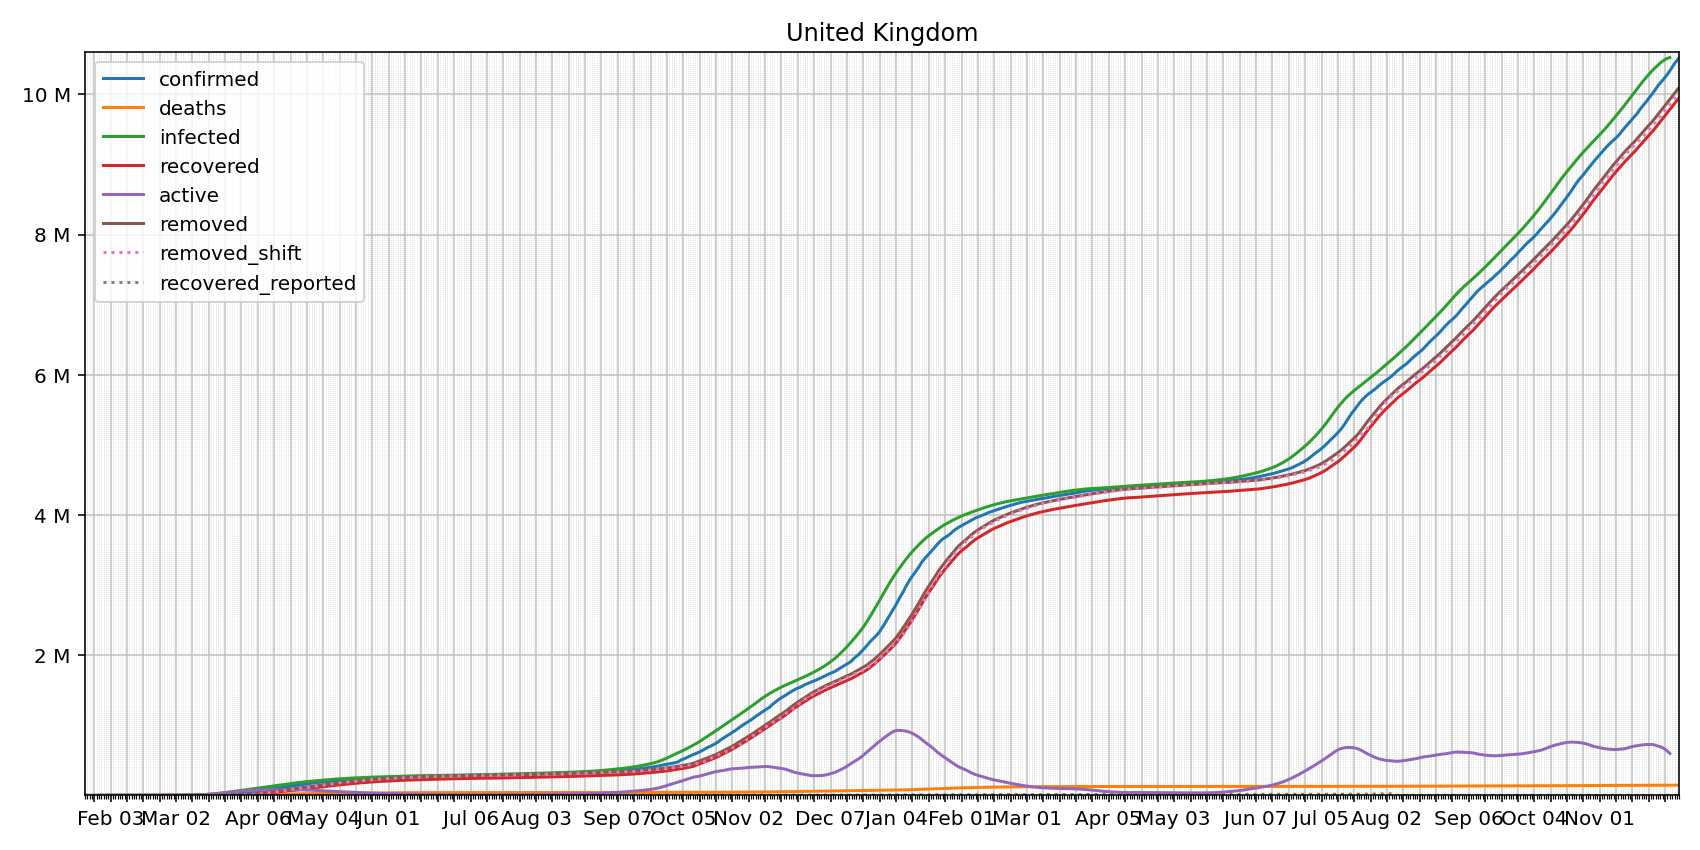 United Kingdom
confirmed
deaths
infected
recovered
active
removed
removed_shift
recovered_reported
10 M
8 M
6 M
4 M
2 M
Feb 03 Mar 02 Apr 06 May 04 Jun 01 Jul 06 Aug 03 Sep 07 Oct 05 Nov 02 Dec 07 Jan 04 Feb 01 Mar 01 Apr 05 May 03 Jun 07 Jul 05 Aug 02 Sep 06 Oct 04 Nov 01